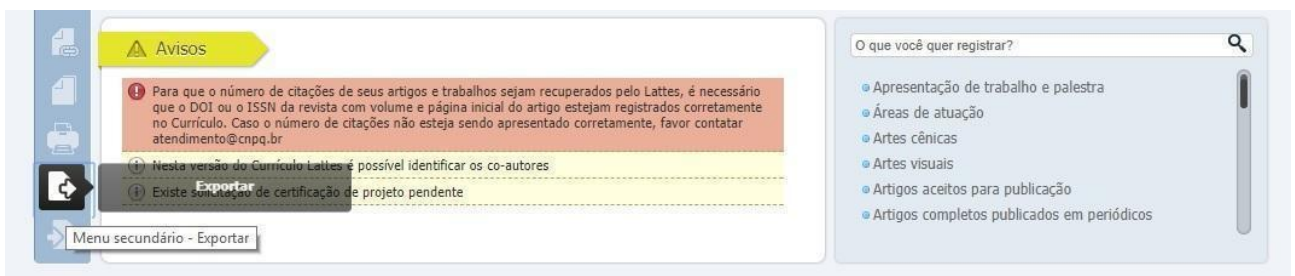 Avisos
Para que o número de citações de seus artigos e trabalhos sejam recuperados pelo Lattes, é necessário
que o DOI ou o ISSN da revista com volume e página inicial do artigo estejam registrados corretamente
no Currículo. Caso o número de citações não esteja sendo apresentado corretamente, favor contatar
atendimento@cnpq.br
Nesta versão do Currículo Lattes é possível identificar os co-autores
Existe solicitação de certificação de projeto pendente
Exportar
Menu secundário - Exportar
O que você quer registrar?
Apresentação de trabalho e palestra
Áreas de atuação
Artes cênicas
Artes visuais
Artigos aceitos para publicação
Artigos completos publicados em periódicos